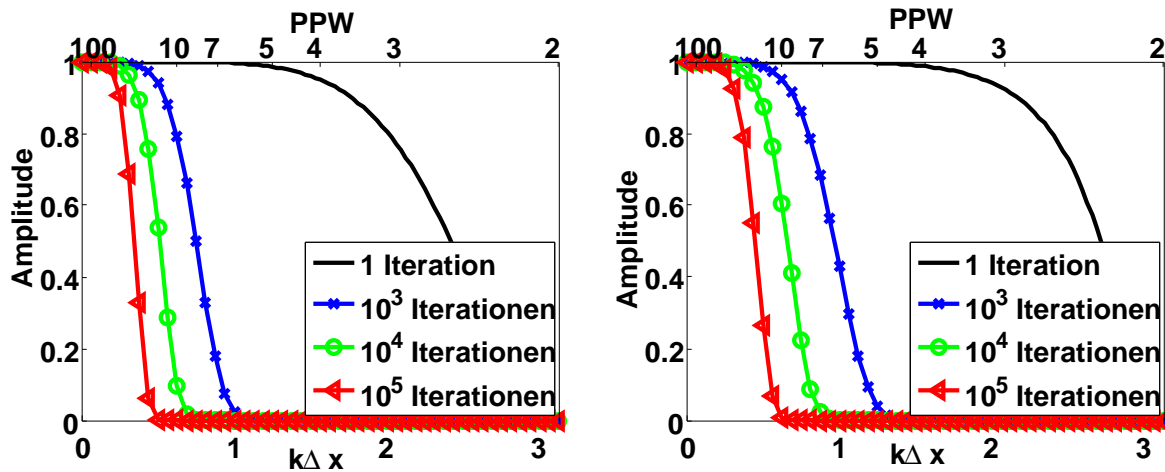 PPW
100 10 7 5 4 3 2
1
0.8
0.6
0.4
0.2
0
Amplitude
1 Iteration
10³ Iterationen
10⁴ Iterationen
10⁵ Iterationen
0 1 2 3
kΔ x
PPW
100 10 7 5 4 3 2
1
0.8
0.6
0.4
0.2
0
Amplitude
1 Iteration
10³ Iterationen
10⁴ Iterationen
10⁵ Iterationen
0 1 2 3
kΔ x